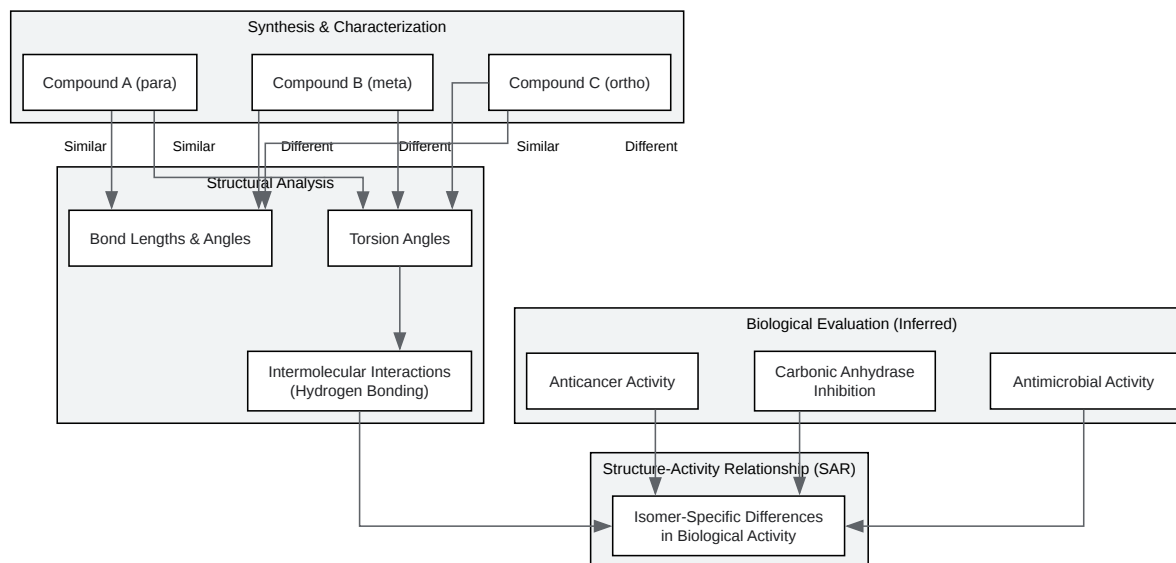 Synthesis & Characterization
Compound A (para)
Compound B (meta)
Compound C (ortho)
Similar
Similar
Different
Different
Similar
Different
Structural Analysis
Bond Lengths & Angles
Torsion Angles
Intermolecular Interactions
(Hydrogen Bonding)
Biological Evaluation (Inferred)
Anticancer Activity
Carbonic Anhydrase
Inhibition
Antimicrobial Activity
Structure-Activity Relationship (SAR)
Isomer-Specific Differences
in Biological Activity